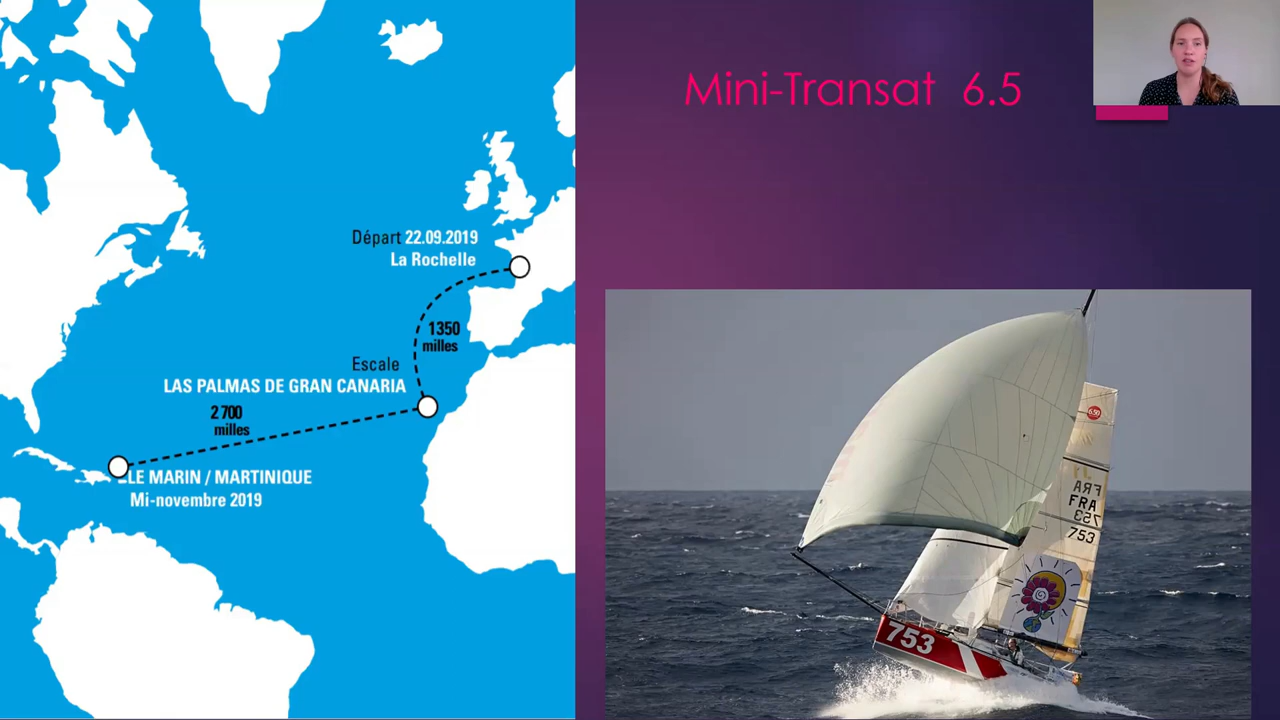 Mini-Transat 6.5
Départ 22.09.2019
La Rochelle
1350
milles
Escale
LAS PALMAS DE GRAN CANARIA
2 700
milles
LE MARIN / MARTINIQUE
Mi-novembre 2019
650
FRA
FRA
753
753
753